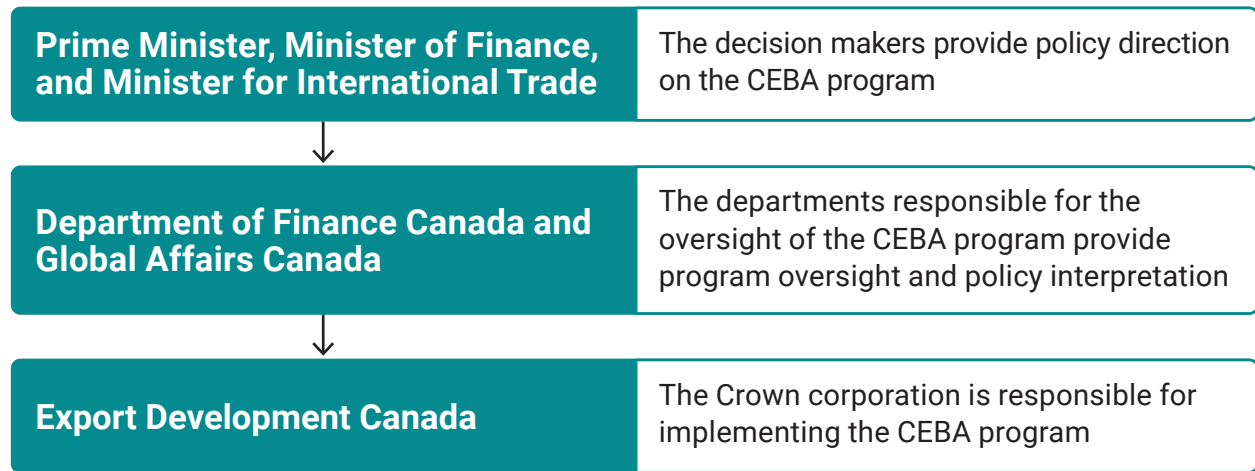 Prime Minister, Minister of Finance,
and Minister for International Trade
The decision makers provide policy direction
on the CEBA program
Department of Finance Canada and
Global Affairs Canada
The departments responsible for the
oversight of the CEBA program provide
program oversight and policy interpretation
Export Development Canada
The Crown corporation is responsible for
implementing the CEBA program